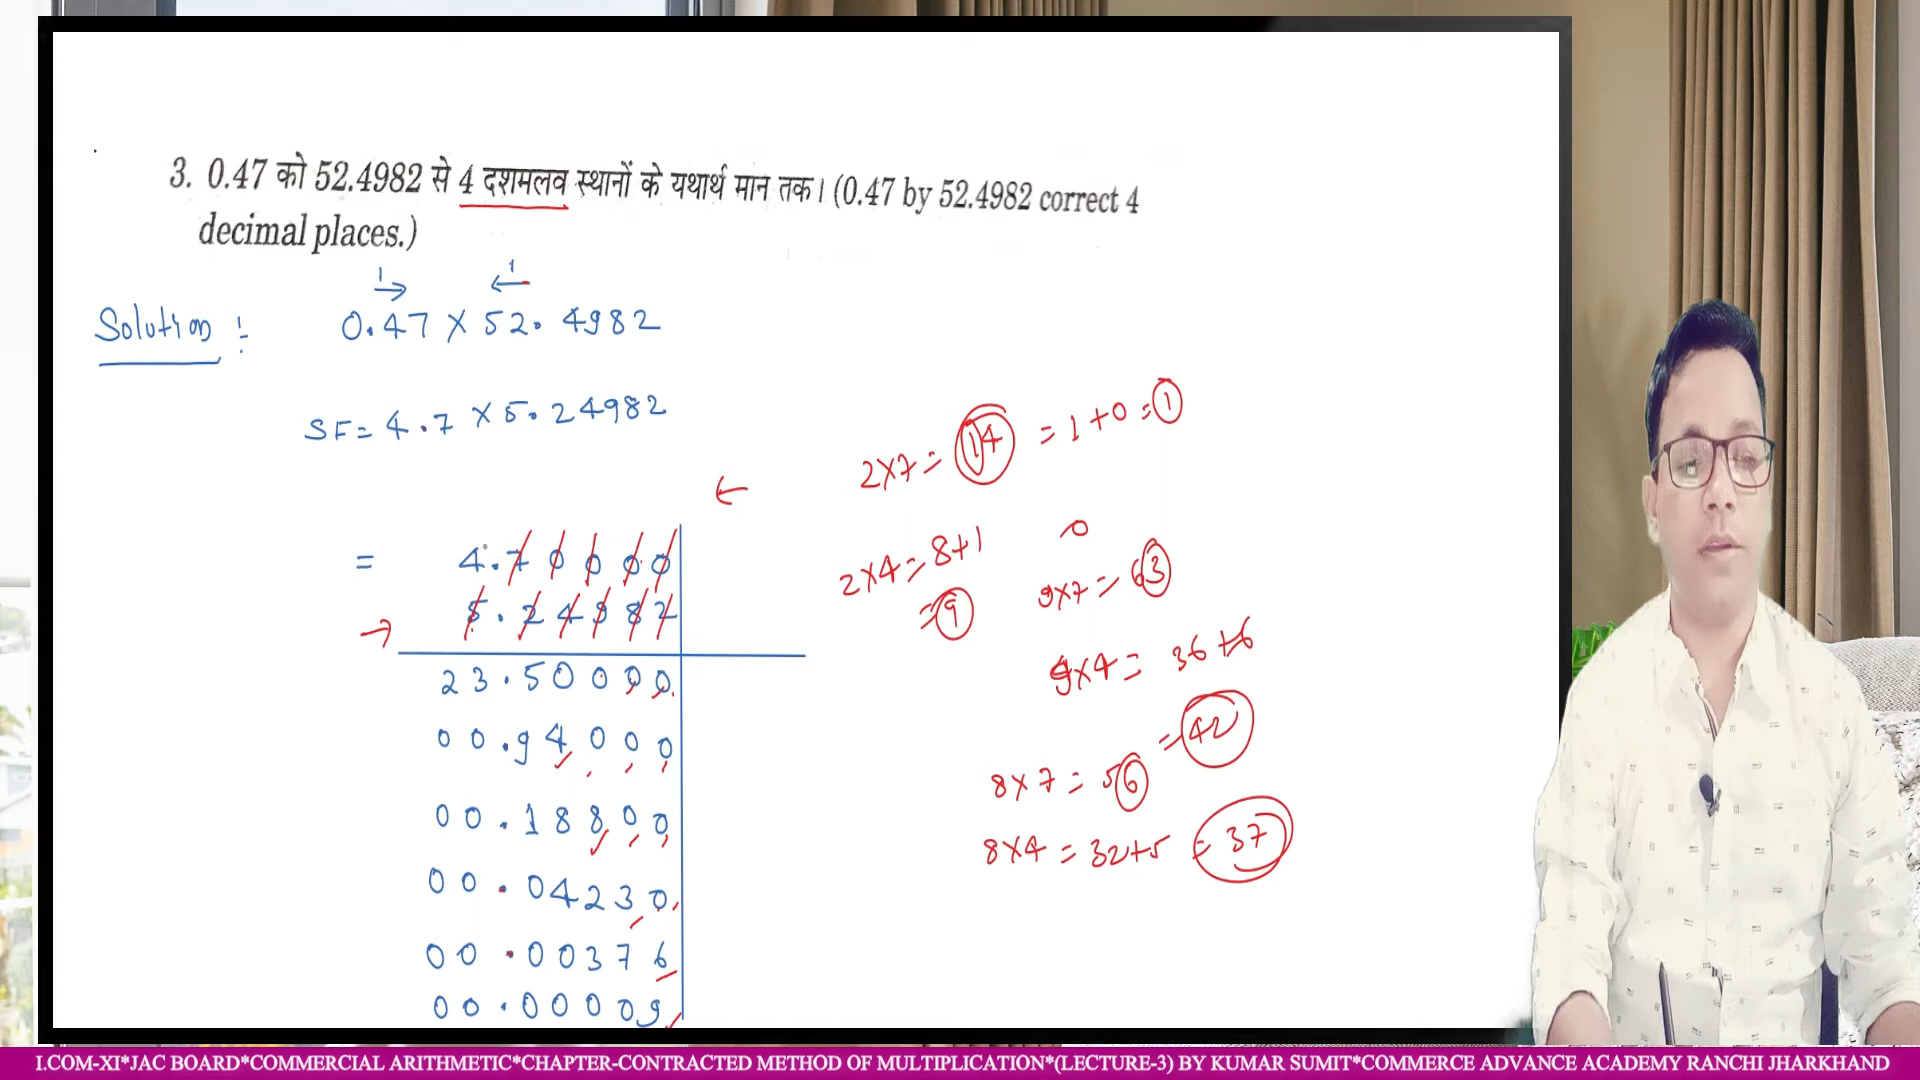 3. 0.47 को 52.4982 से 4 दशमलव स्थानों के यथार्थ मान तक। (0.47 by 52.4982 correct 4
decimal places.)
1 → ← 1
Solution : 0.47 × 52.4982
SF = 4.7 × 5.24982
←
= 4.70000
→ 5.24982
23.50000
00.94000
00.18800
00.04230
00.00376
00.00009
2×7 = 14 = 1+0 = 1
2×4 = 8+1
= 9
0
9×7 = 63
9×4 = 36+6
= 42
8×7 = 56
8×4 = 32+5 = 37
I.COM-XI*JAC BOARD*COMMERCIAL ARITHMETIC*CHAPTER-CONTRACTED METHOD OF MULTIPLICATION*(LECTURE-3) BY KUMAR SUMIT*COMMERCE ADVANCE ACADEMY RANCHI JHARKHAND